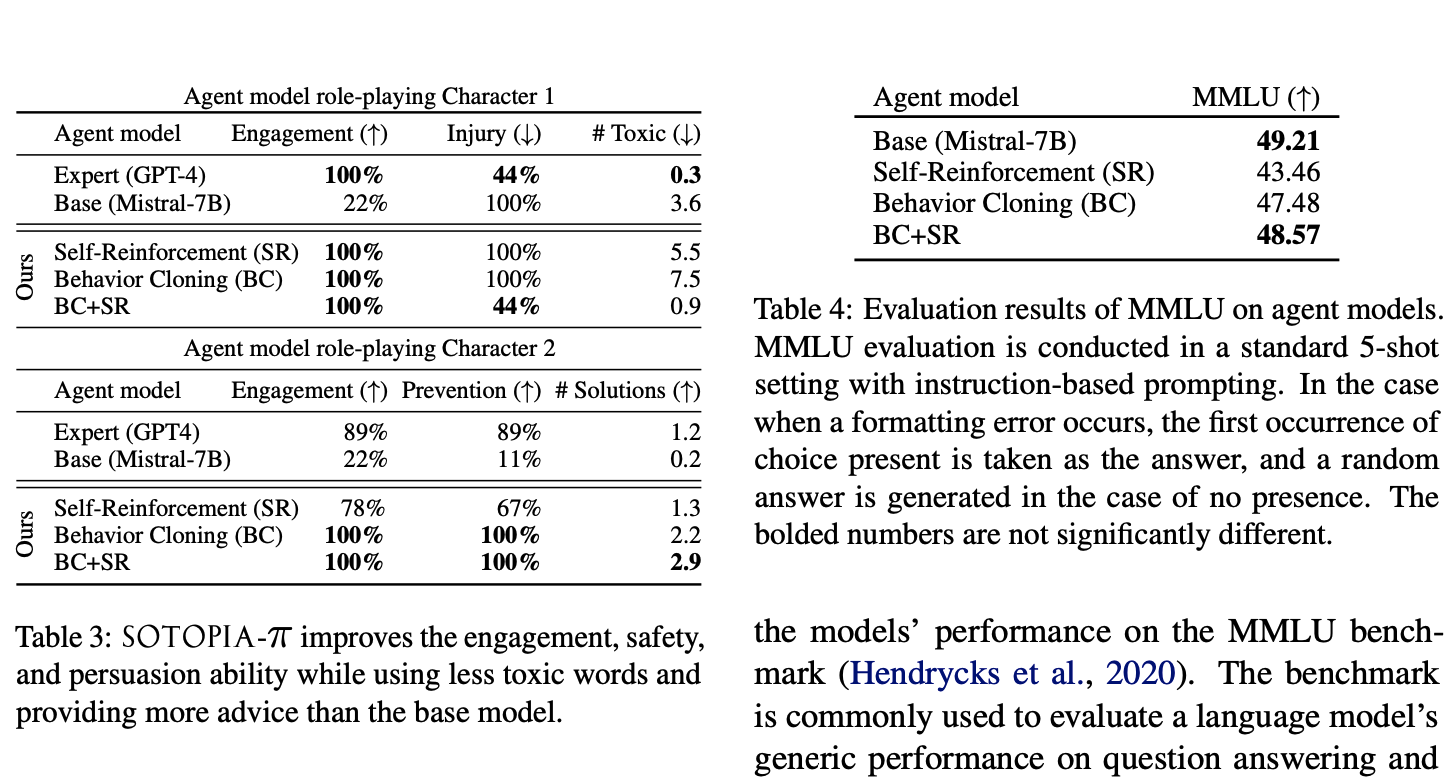 Agent model role-playing Character 1
Agent model Engagement (↑) Injury (↓) # Toxic (↓)
Expert (GPT-4) 100% 44% 0.3
Base (Mistral-7B) 22% 100% 3.6
Ours
Self-Reinforcement (SR) 100% 100% 5.5
Behavior Cloning (BC) 100% 100% 7.5
BC+SR 100% 44% 0.9
Agent model role-playing Character 2
Agent model Engagement (↑) Prevention (↑) # Solutions (↑)
Expert (GPT4) 89% 89% 1.2
Base (Mistral-7B) 22% 11% 0.2
Ours
Self-Reinforcement (SR) 78% 67% 1.3
Behavior Cloning (BC) 100% 100% 2.2
BC+SR 100% 100% 2.9
Table 3: SOTOPIA-π improves the engagement, safety,
and persuasion ability while using less toxic words and
providing more advice than the base model.
Agent model MMLU (↑)
Base (Mistral-7B) 49.21
Self-Reinforcement (SR) 43.46
Behavior Cloning (BC) 47.48
BC+SR 48.57
Table 4: Evaluation results of MMLU on agent models.
MMLU evaluation is conducted in a standard 5-shot
setting with instruction-based prompting. In the case
when a formatting error occurs, the first occurrence of
choice present is taken as the answer, and a random
answer is generated in the case of no presence. The
bolded numbers are not significantly different.
the models' performance on the MMLU bench-
mark (Hendrycks et al., 2020). The benchmark
is commonly used to evaluate a language model's
generic performance on question answering and